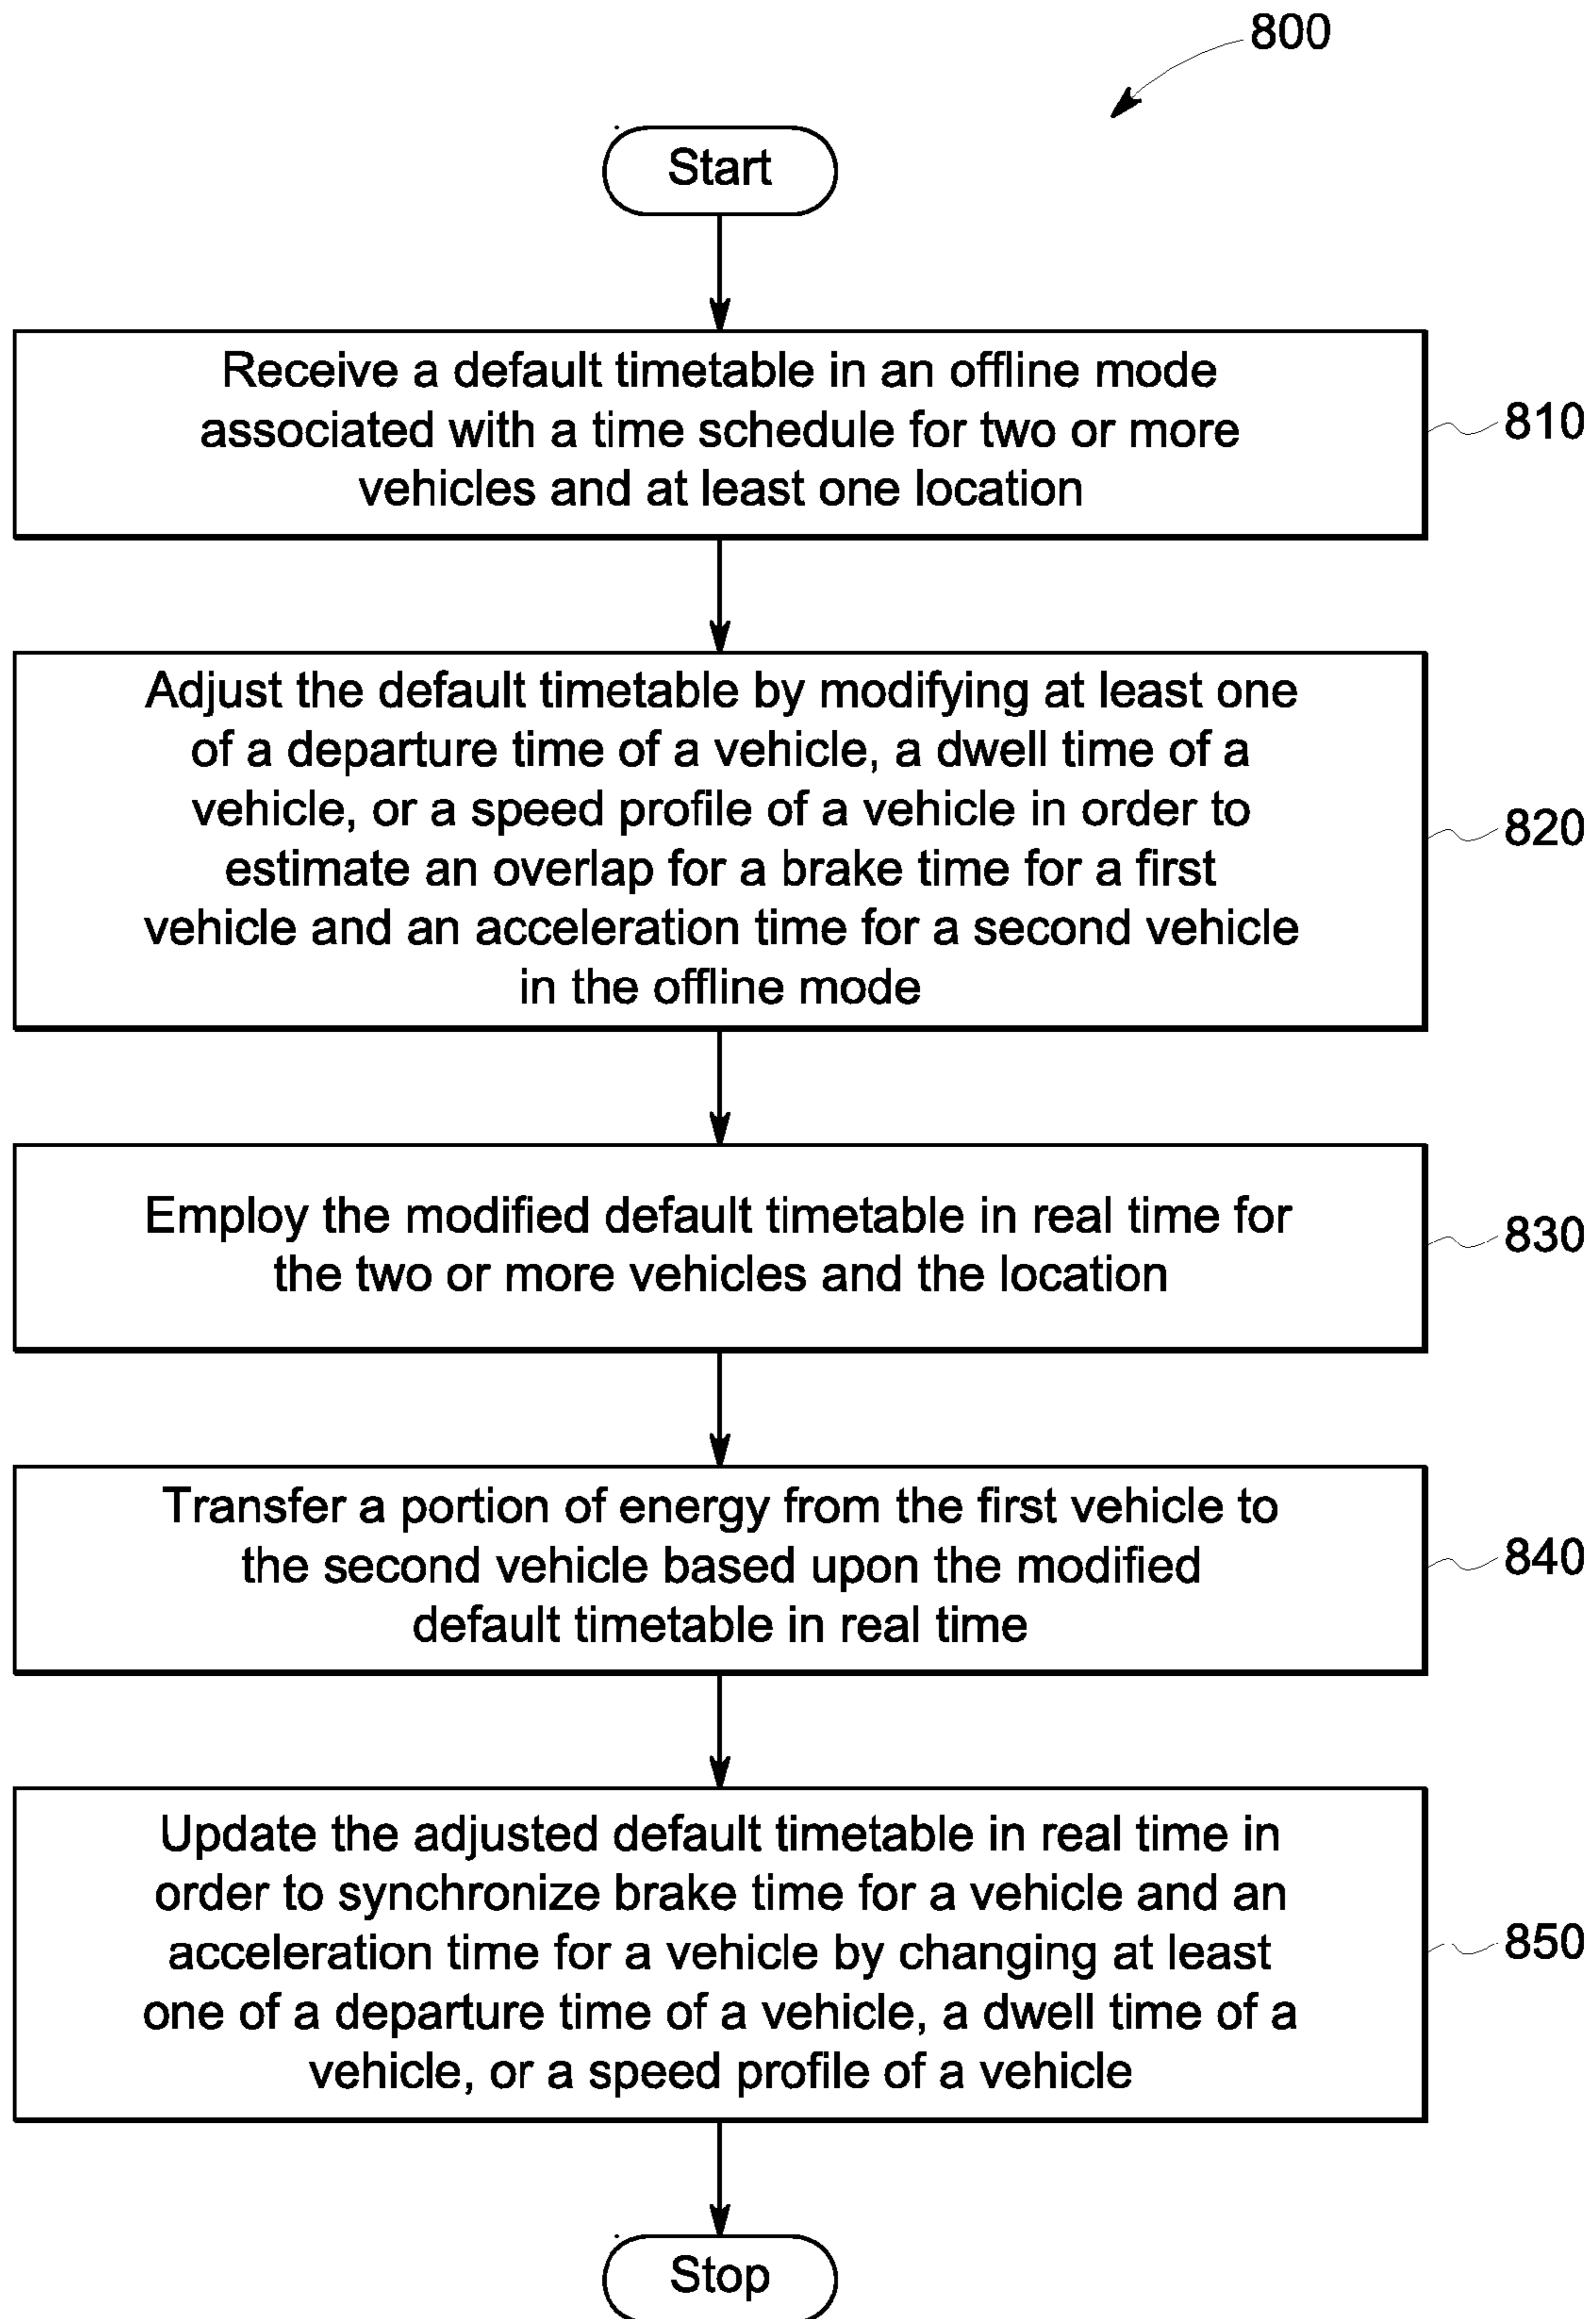 800
Start
Receive a default timetable in an offline mode
associated with a time schedule for two or more
vehicles and at least one location
810
Adjust the default timetable by modifying at least one
of a departure time of a vehicle, a dwell time of a
vehicle, or a speed profile of a vehicle in order to
estimate an overlap for a brake time for a first
vehicle and an acceleration time for a second vehicle
in the offline mode
820
Employ the modified default timetable in real time for
the two or more vehicles and the location
830
Transfer a portion of energy from the first vehicle to
the second vehicle based upon the modified
default timetable in real time
840
Update the adjusted default timetable in real time in
order to synchronize brake time for a vehicle and an
acceleration time for a vehicle by changing at least
one of a departure time of a vehicle, a dwell time of a
vehicle, or a speed profile of a vehicle
850
Stop